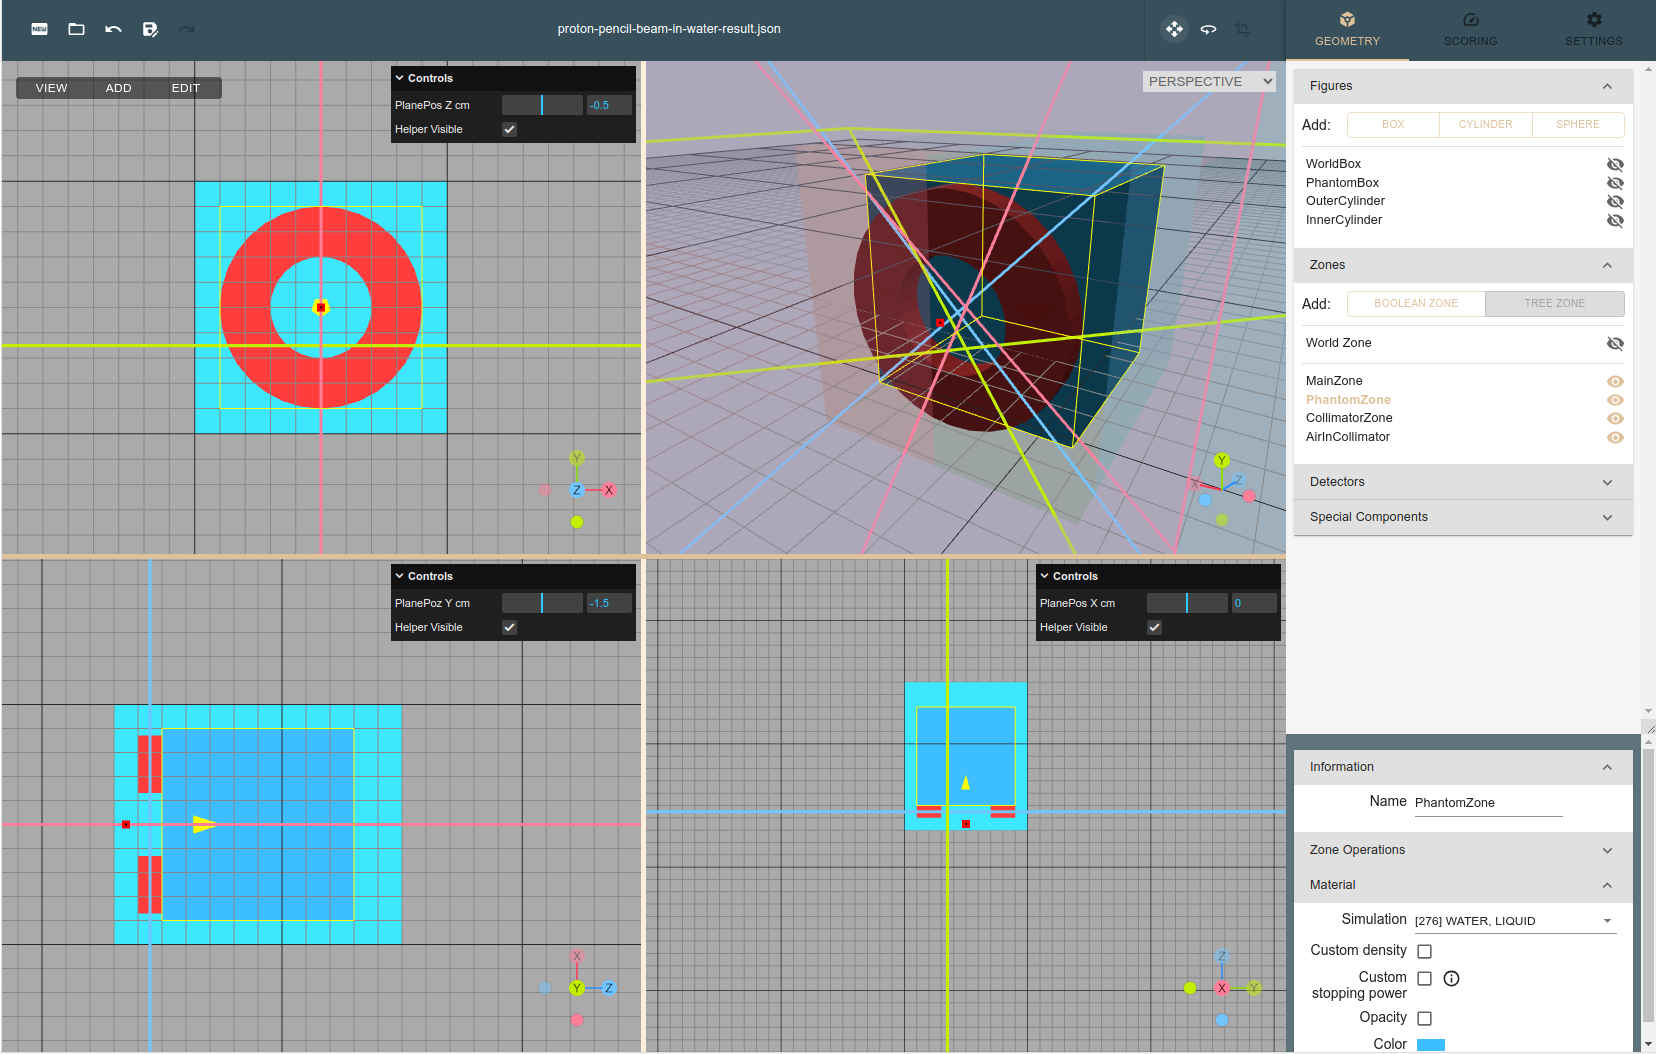 NEW
proton-pencil-beam-in-water-result.json
GEOMETRY
SCORING
SETTINGS
VIEW
ADD
EDIT
Controls
PlanePos Z cm
-0.5
Helper Visible
Y
Z
X
PERSPECTIVE
Y
X
Z
Controls
PlanePoz Y cm
-1.5
Helper Visible
X
Y
Z
Controls
PlanePos X cm
0
Helper Visible
Z
X
Y
Figures
Add:
BOX
CYLINDER
SPHERE
WorldBox
PhantomBox
OuterCylinder
InnerCylinder
Zones
Add:
BOOLEAN ZONE
TREE ZONE
World Zone
MainZone
PhantomZone
CollimatorZone
AirInCollimator
Detectors
Special Components
Information
Name
PhantomZone
Zone Operations
Material
Simulation
[276] WATER, LIQUID
Custom density
Custom
stopping power
Opacity
Color